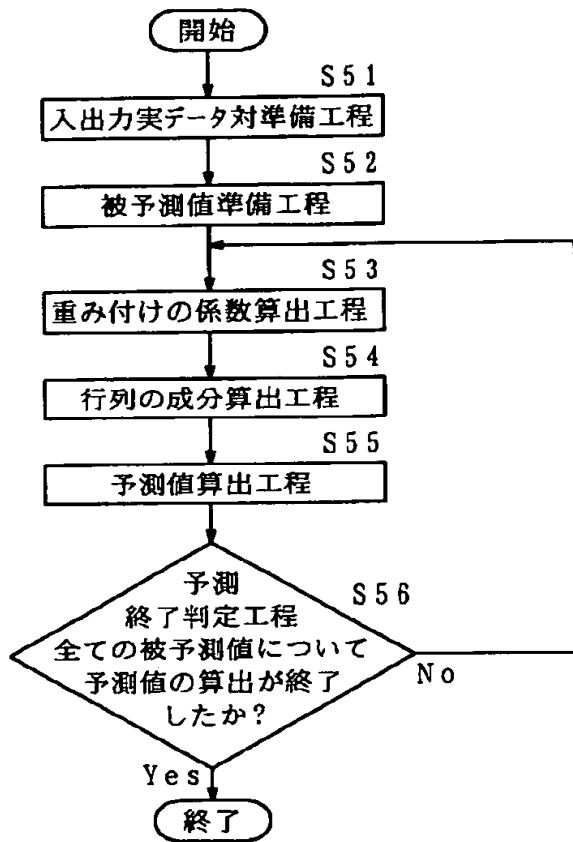 開始
S51
入出力実データ対準備工程
S52
被予測値準備工程
S53
重み付けの係数算出工程
S54
行列の成分算出工程
S55
予測値算出工程
S56
予測
終了判定工程
全ての被予測値について
予測値の算出が終了
したか?
No
Yes
終了